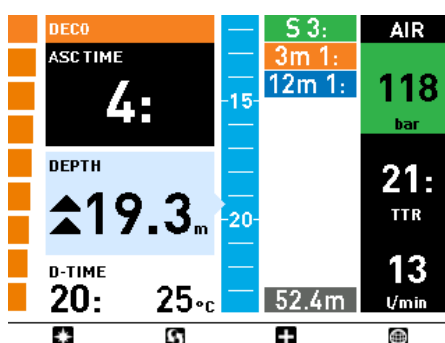 DECO
ASC TIME
4:
DEPTH
19.3 m
D-TIME
20:
25°C
15
20
S 3:
3m 1:
12m 1:
52.4m
AIR
118
bar
21:
TTR
13
ℓ/min